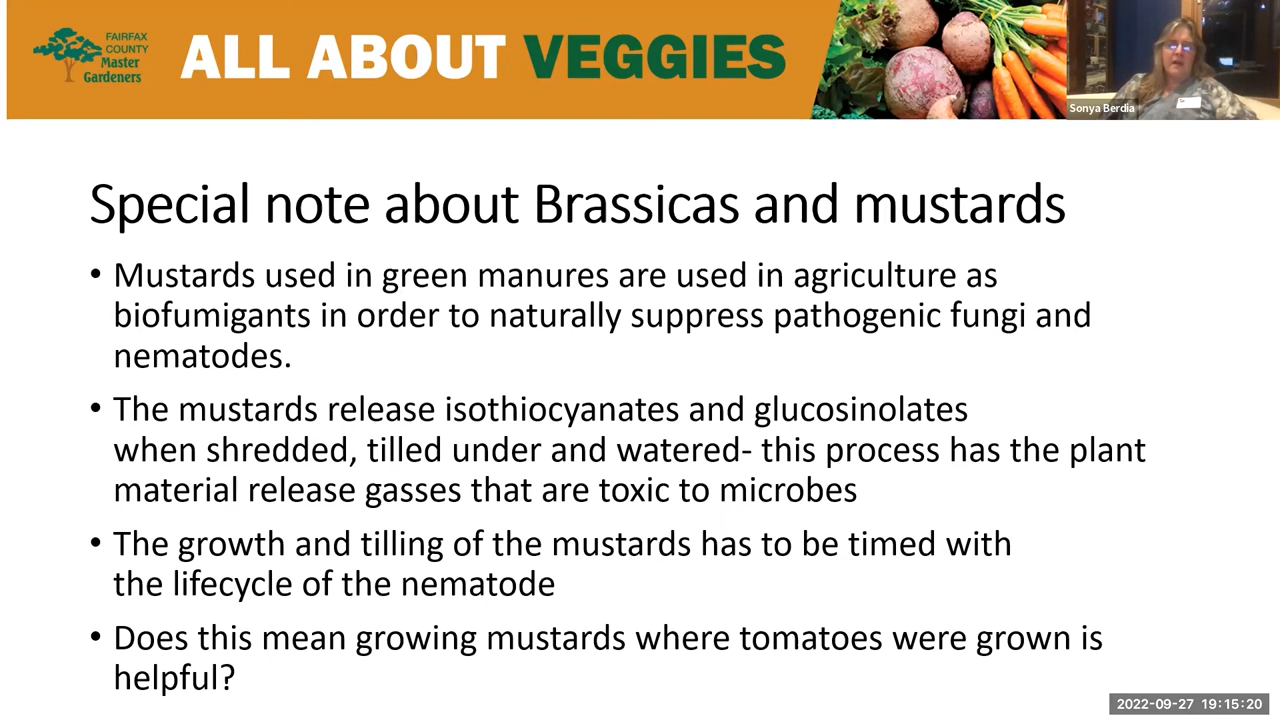 FAIRFAX
COUNTY
Master
Gardeners
ALL ABOUT VEGGIES
Sonya Berdia
Special note about Brassicas and mustards
• Mustards used in green manures are used in agriculture as
biofumigants in order to naturally suppress pathogenic fungi and
nematodes.
• The mustards release isothiocyanates and glucosinolates
when shredded, tilled under and watered- this process has the plant
material release gasses that are toxic to microbes
• The growth and tilling of the mustards has to be timed with
the lifecycle of the nematode
• Does this mean growing mustards where tomatoes were grown is
helpful?
2022-09-27 19:15:20